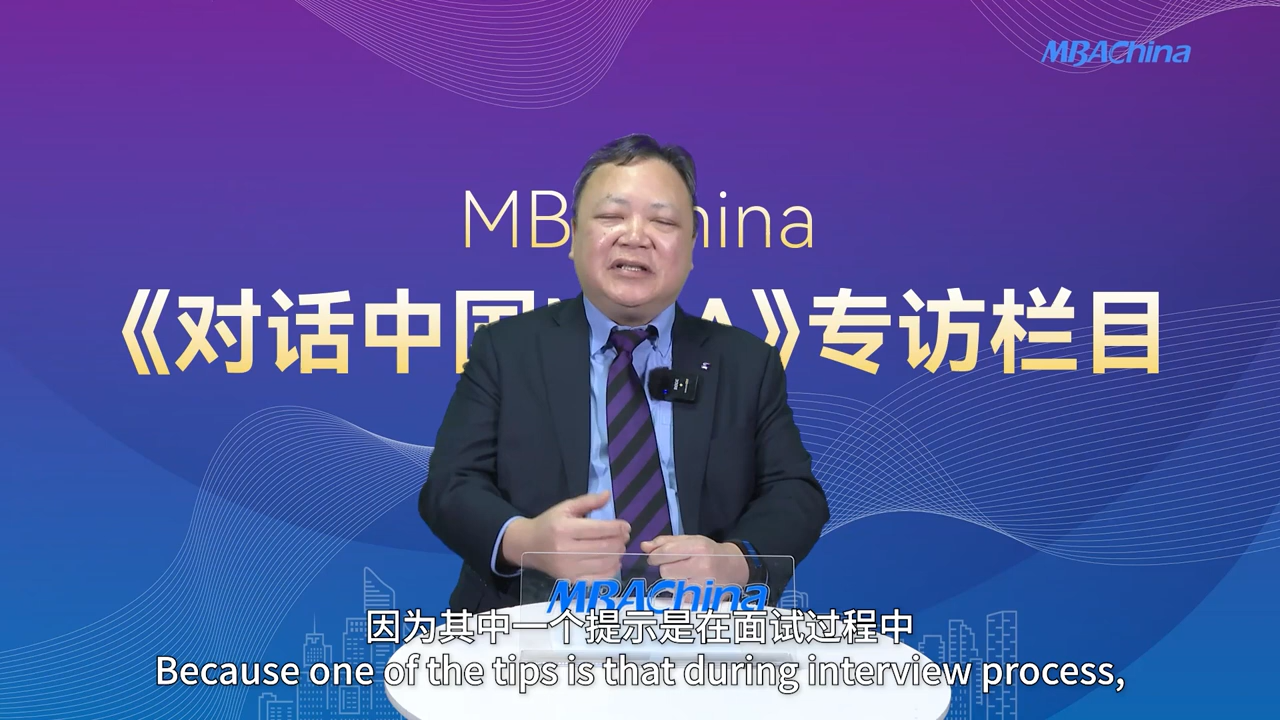 MBAChina
MB hina
《对话中国 A》专访栏目
MBAChina
因为其中一个提示是在面试过程中
Because one of the tips is that during interview process,